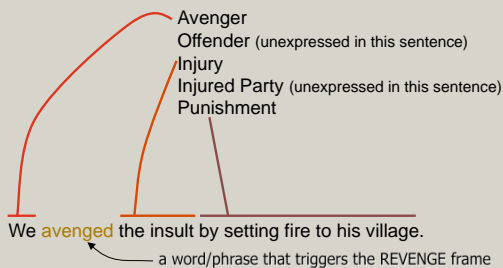 Avenger
Offender (unexpressed in this sentence)
Injury
Injured Party (unexpressed in this sentence)
Punishment
We avenged the insult by setting fire to his village.
a word/phrase that triggers the REVENGE frame